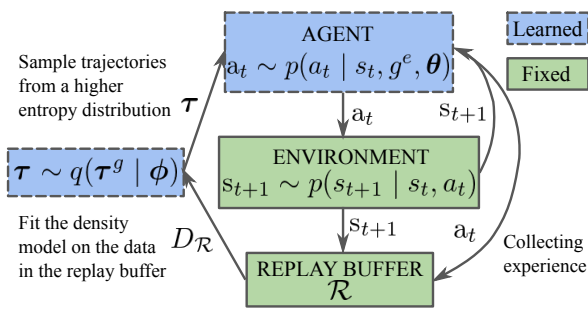 AGENT
a_t ∼ p(a_t | s_t, g^e, θ)
Learned
Fixed
Sample trajectories
from a higher
entropy distribution
τ
a_t
s_{t+1}
ENVIRONMENT
s_{t+1} ∼ p(s_{t+1} | s_t, a_t)
τ ∼ q(τ^g | ϕ)
Fit the density
model on the data
in the replay buffer
D_ℛ
s_{t+1}
a_t
Collecting
experience
REPLAY BUFFER
ℛ